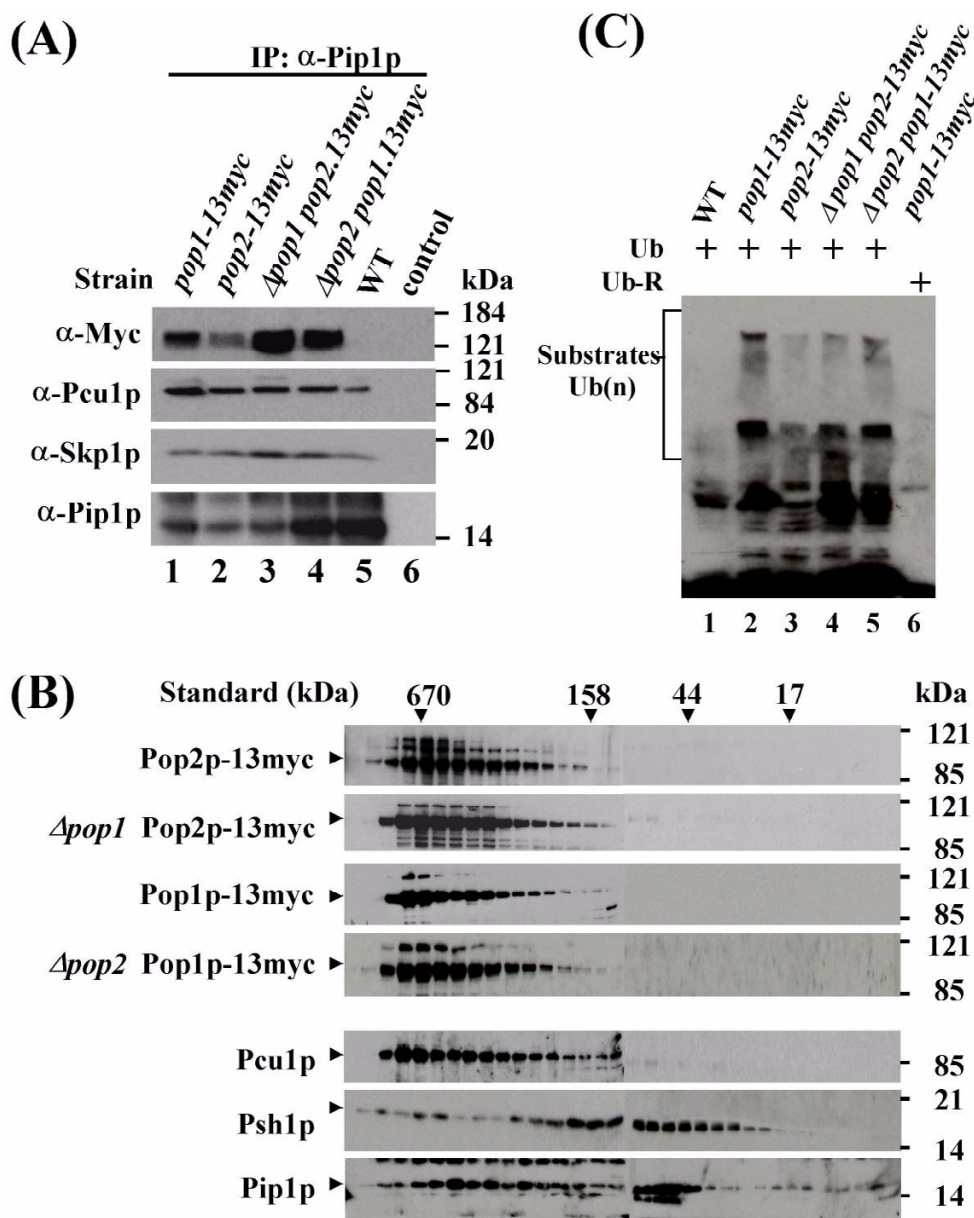 (A)
IP: α-Pip1p
Strain
pop1-13myc
pop2-13myc
Δpop1 pop2.13myc
Δpop2 pop1.13myc
WT
control
kDa
α-Myc
184
121
α-Pcu1p
121
84
α-Skp1p
20
α-Pip1p
14
1 2 3 4 5 6
(C)
WT
pop1-13myc
pop2-13myc
Δpop1 pop2-13myc
Δpop2 pop1-13myc
pop1-13myc
Ub + + + + +
Ub-R +
Substrates
Ub(n)
1 2 3 4 5 6
(B)
Standard (kDa) 670 158 44 17 kDa
Pop2p-13myc 121
85
Δpop1 Pop2p-13myc 121
85
Pop1p-13myc 121
85
Δpop2 Pop1p-13myc 121
85
Pcu1p 85
Psh1p 21
14
Pip1p 14